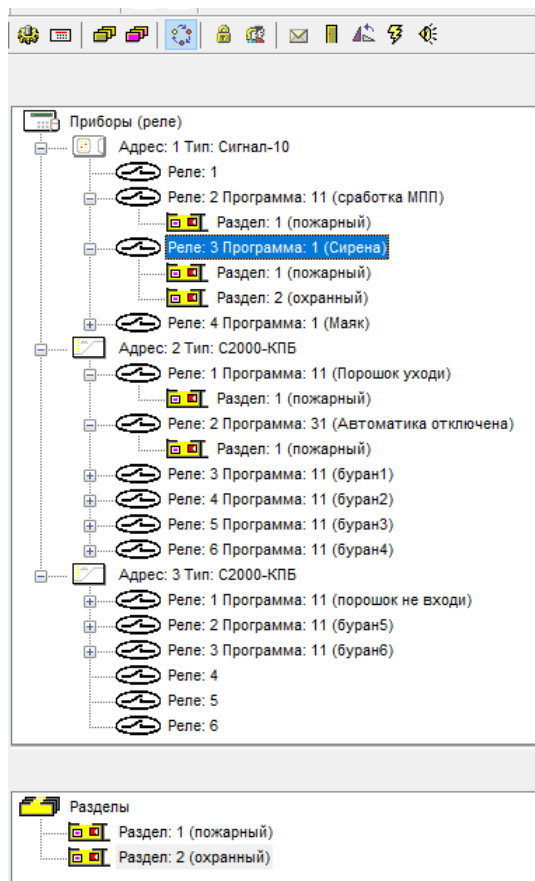 Приборы (реле)
Адрес: 1 Тип: Сигнал-10
Реле: 1
Реле: 2 Программа: 11 (сработка МПП)
Раздел: 1 (пожарный)
Реле: 3 Программа: 1 (Сирена)
Раздел: 1 (пожарный)
Раздел: 2 (охранный)
Реле: 4 Программа: 1 (Маяк)
Адрес: 2 Тип: С2000-КПБ
Реле: 1 Программа: 11 (Порошок уходи)
Раздел: 1 (пожарный)
Реле: 2 Программа: 31 (Автоматика отключена)
Раздел: 1 (пожарный)
Реле: 3 Программа: 11 (буран1)
Реле: 4 Программа: 11 (буран2)
Реле: 5 Программа: 11 (буран3)
Реле: 6 Программа: 11 (буран4)
Адрес: 3 Тип: С2000-КПБ
Реле: 1 Программа: 11 (порошок не входи)
Реле: 2 Программа: 11 (буран5)
Реле: 3 Программа: 11 (буран6)
Реле: 4
Реле: 5
Реле: 6
Разделы
Раздел: 1 (пожарный)
Раздел: 2 (охранный)